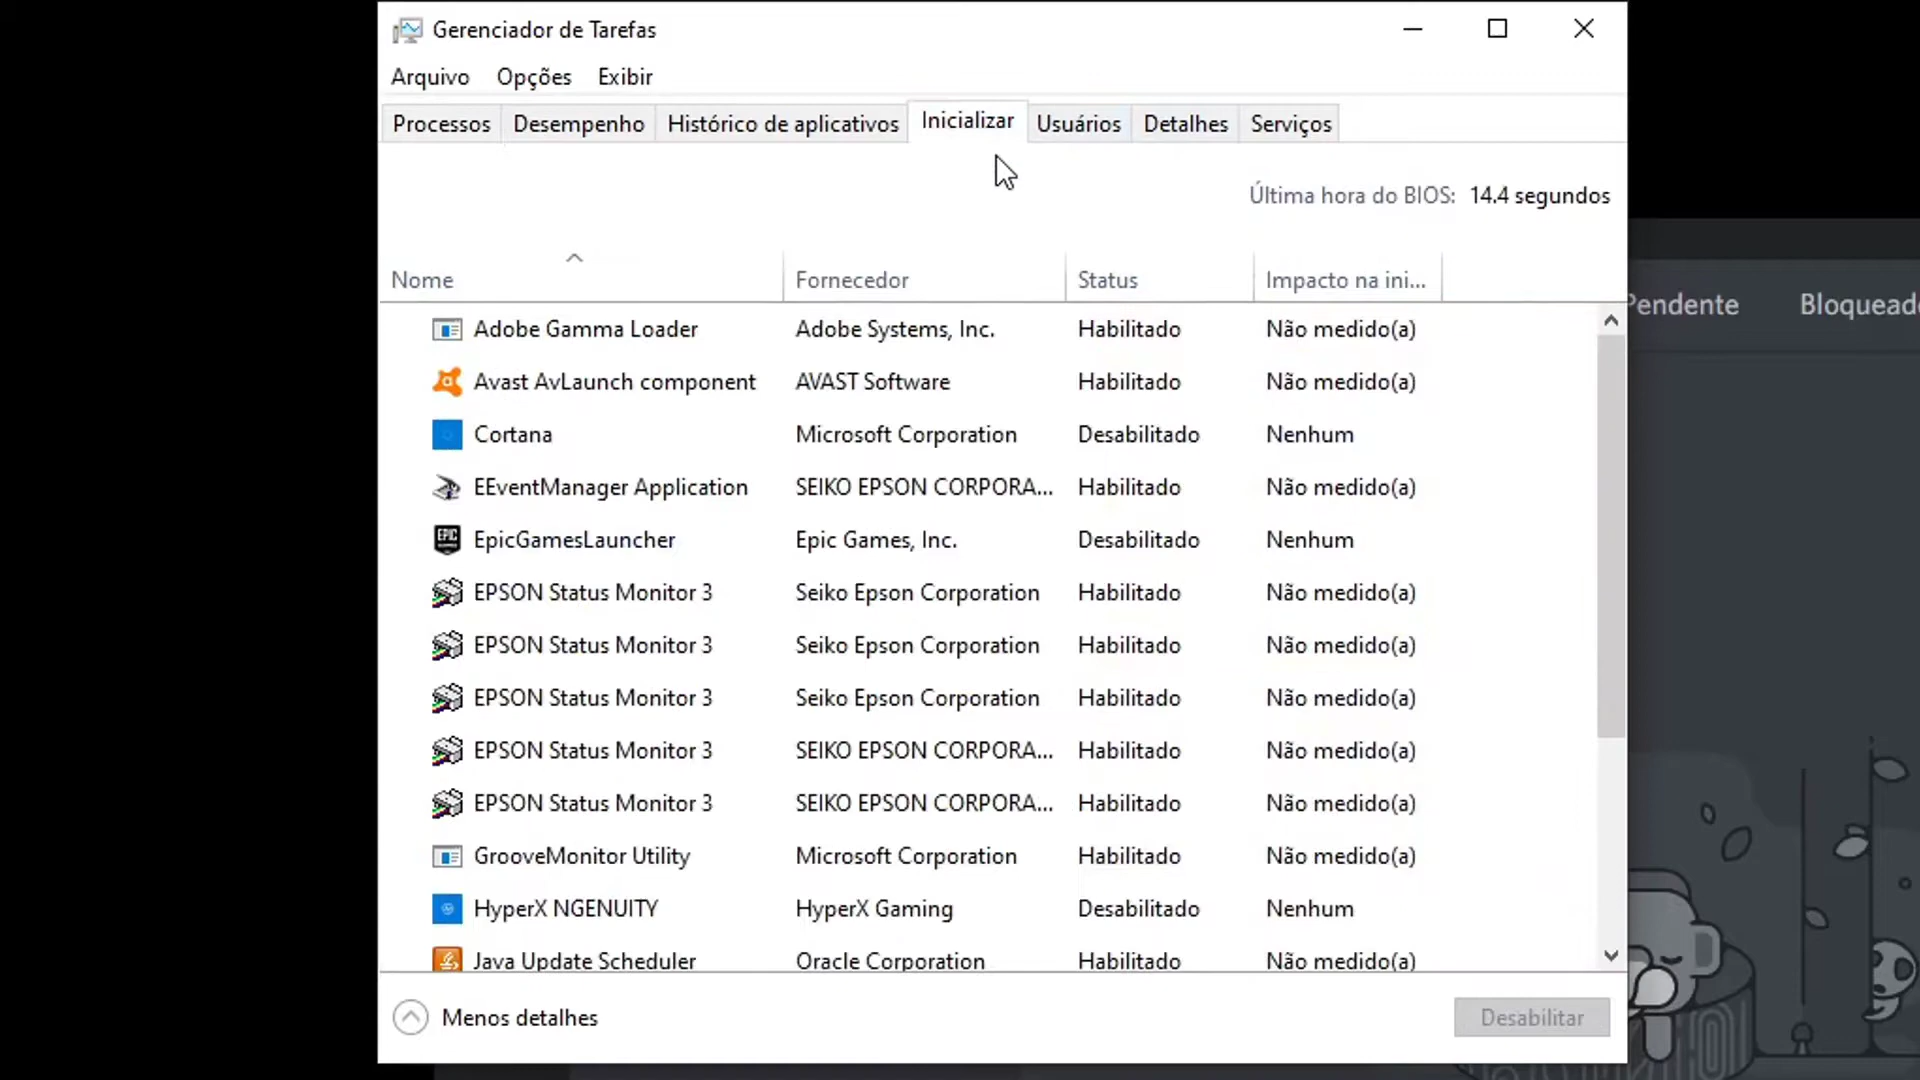 Gerenciador de Tarefas
Arquivo Opções Exibir
Processos Desempenho Histórico de aplicativos Inicializar Usuários Detalhes Serviços
Última hora do BIOS: 14.4 segundos
Nome Fornecedor Status Impacto na ini...
Pendente Bloquead
Adobe Gamma Loader Adobe Systems, Inc. Habilitado Não medido(a)
Avast AvLaunch component AVAST Software Habilitado Não medido(a)
Cortana Microsoft Corporation Desabilitado Nenhum
EEventManager Application SEIKO EPSON CORPORA... Habilitado Não medido(a)
EpicGamesLauncher Epic Games, Inc. Desabilitado Nenhum
EPSON Status Monitor 3 Seiko Epson Corporation Habilitado Não medido(a)
EPSON Status Monitor 3 Seiko Epson Corporation Habilitado Não medido(a)
EPSON Status Monitor 3 Seiko Epson Corporation Habilitado Não medido(a)
EPSON Status Monitor 3 SEIKO EPSON CORPORA... Habilitado Não medido(a)
EPSON Status Monitor 3 SEIKO EPSON CORPORA... Habilitado Não medido(a)
GrooveMonitor Utility Microsoft Corporation Habilitado Não medido(a)
HyperX NGENUITY HyperX Gaming Desabilitado Nenhum
Java Update Scheduler Oracle Corporation Habilitado Não medido(a)
Menos detalhes Desabilitar